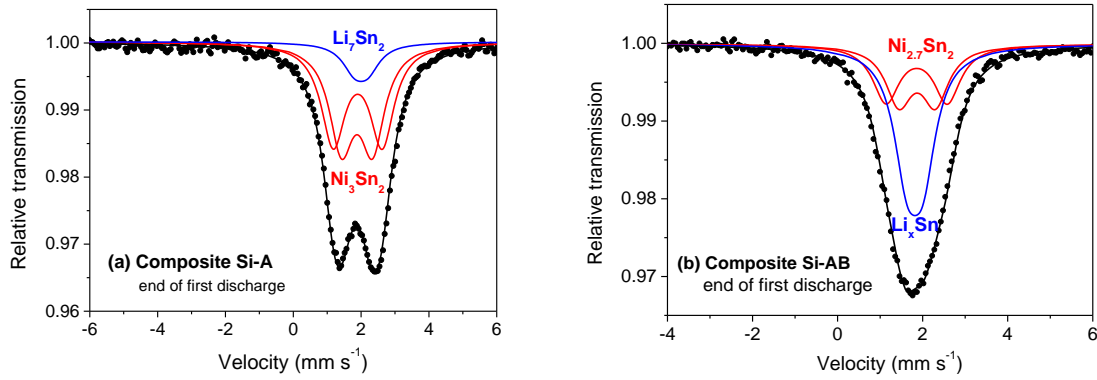 Relative transmission
1.00
0.99
0.98
0.97
0.96
Li₇Sn₂
Ni₃Sn₂
(a) Composite Si-A
end of first discharge
-6 -4 -2 0 2 4 6
Velocity (mm s⁻¹)
Relative transmission
1.00
0.99
0.98
0.97
Ni₂.₇Sn₂
LiₓSn
(b) Composite Si-AB
end of first discharge
-4 -2 0 2 4 6
Velocity (mm s⁻¹)